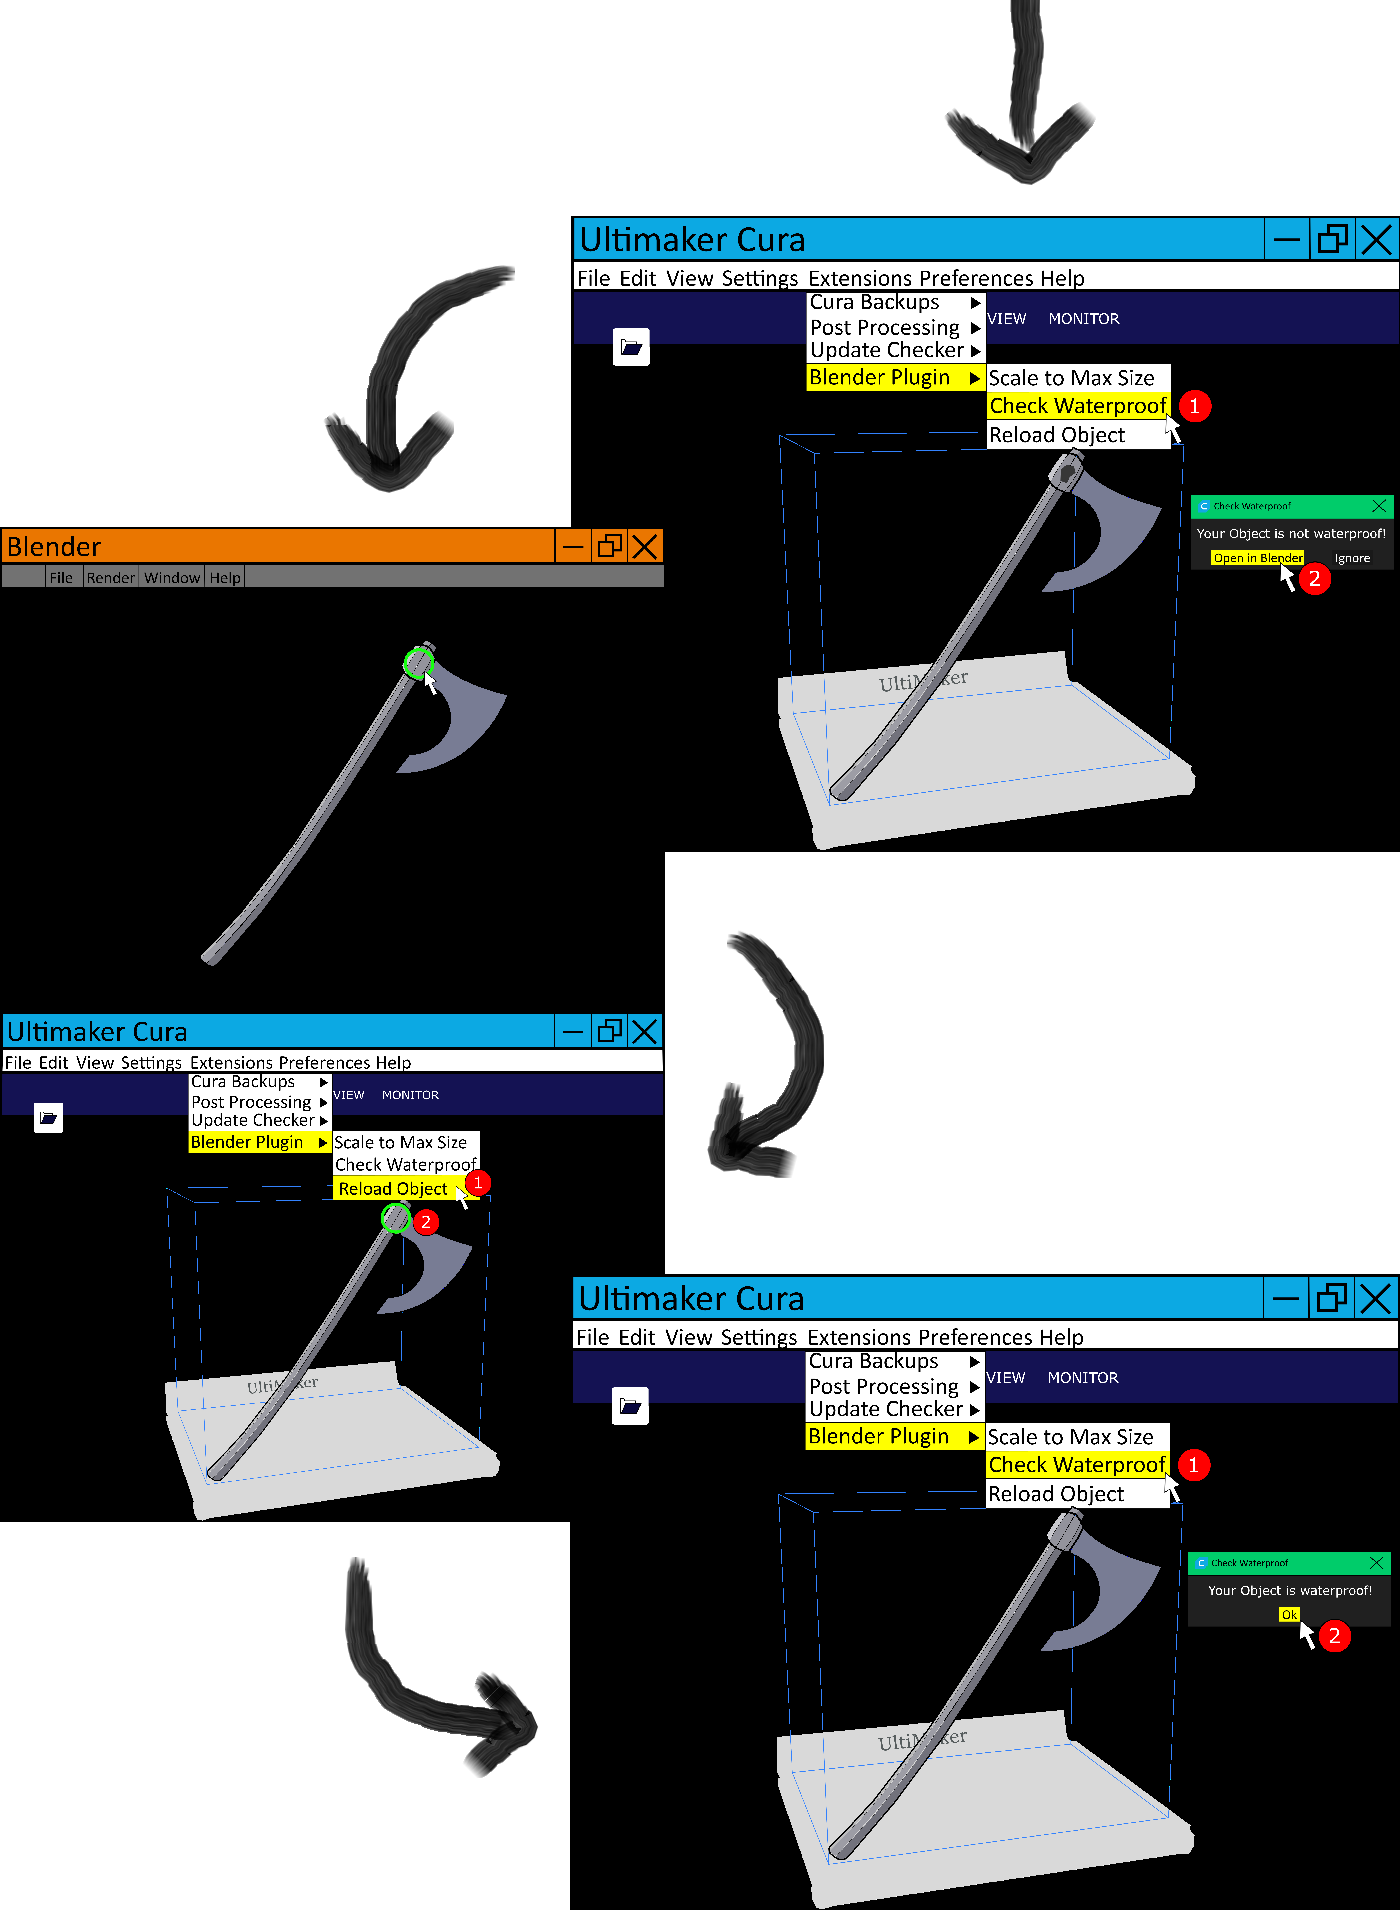 Ultimaker Cura
File Edit View Settings Extensions Preferences Help
Cura Backups
Post Processing
Update Checker
Blender Plugin
VIEW MONITOR
Scale to Max Size
Check Waterproof
Reload Object
1
UltiMaker
C Check Waterproof
Your Object is not waterproof!
Open in Blender Ignore
2
Blender
File Render Window Help
Ultimaker Cura
File Edit View Settings Extensions Preferences Help
Cura Backups
Post Processing
Update Checker
Blender Plugin
VIEW MONITOR
Scale to Max Size
Check Waterproof
Reload Object
1
2
UltiMaker
Ultimaker Cura
File Edit View Settings Extensions Preferences Help
Cura Backups
Post Processing
Update Checker
Blender Plugin
VIEW MONITOR
Scale to Max Size
Check Waterproof
Reload Object
1
UltiMaker
C Check Waterproof
Your Object is waterproof!
Ok
2